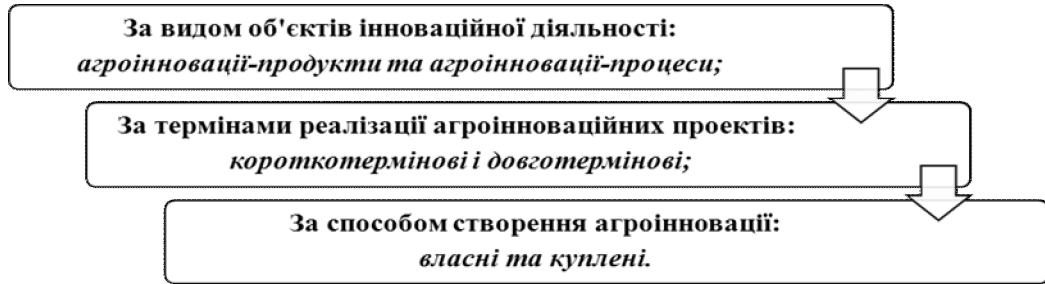 За видом об'єктів інноваційної діяльності:
агроінновації-продукти та агроінновації-процеси;
За термінами реалізації агроінноваційних проектів:
короткотермінові і довготермінові;
За способом створення агроінновації:
власні та куплені.